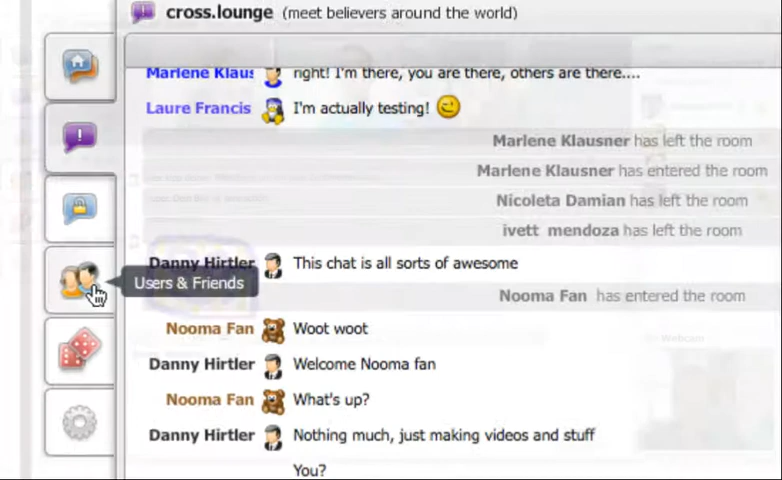 cross.lounge (meet believers around the world)
Marlene Klaus right! I'm there, you are there, others are there....
Laure Francis I'm actually testing!
Marlene Klausner has left the room
Marlene Klausner has entered the room
Nicoleta Damian has left the room
ivett mendoza has left the room
Danny Hirtler This chat is all sorts of awesome
Users & Friends
Nooma Fan has entered the room
Nooma Fan Woot woot
Webcam
Danny Hirtler Welcome Nooma fan
Nooma Fan What's up?
Danny Hirtler Nothing much, just making videos and stuff
You?